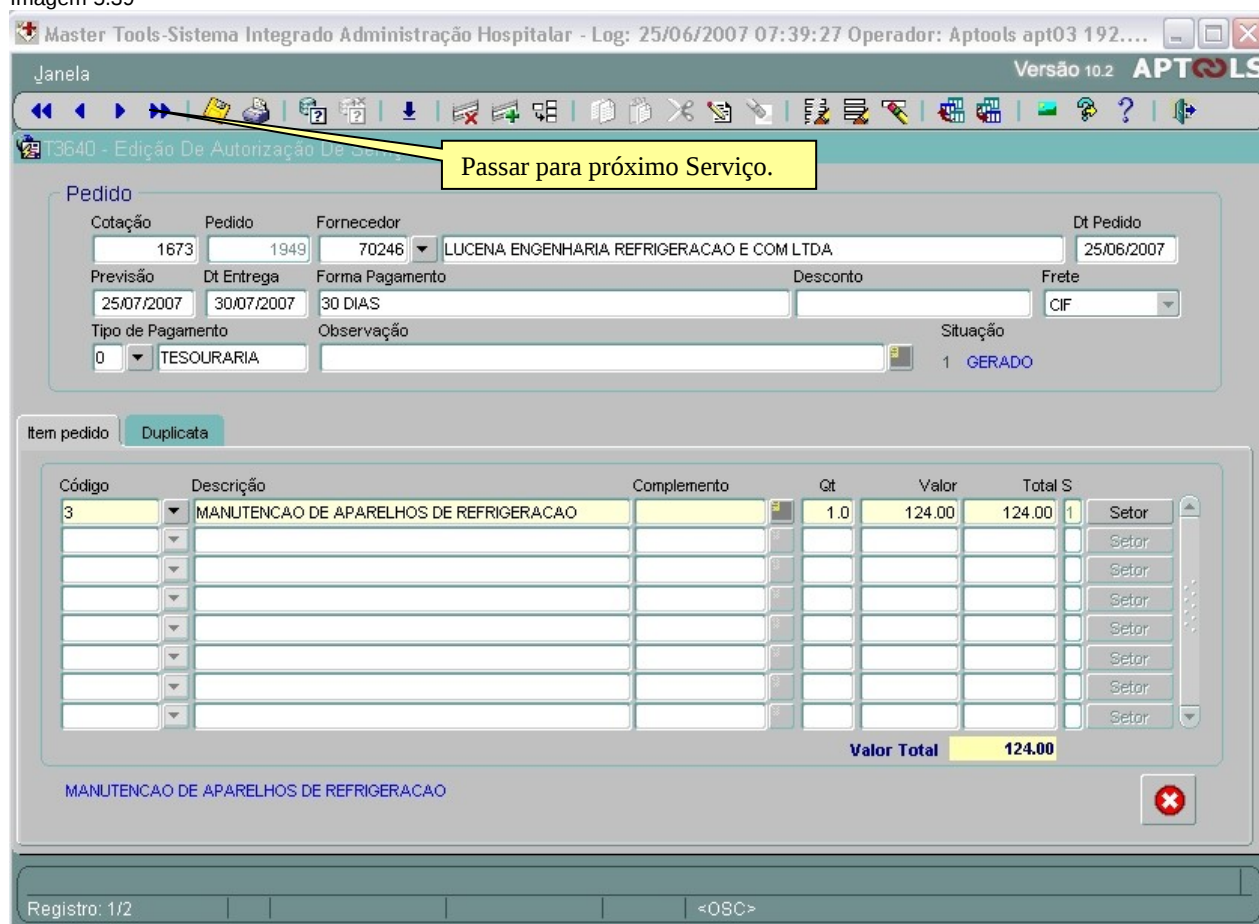 Imagem 5.39
Master Tools-Sistema Integrado Administração Hospitalar - Log: 25/06/2007 07:39:27 Operador: Aptools apt03 192....
Janela
Versão 10.2 APTOOLS
T3640 - Edição De Autorização De
Passar para próximo Serviço.
Pedido
Cotação Pedido Fornecedor Dt Pedido
1673 1949 70246 LUCENA ENGENHARIA REFRIGERACAO E COM LTDA 25/06/2007
Previsão Dt Entrega Forma Pagamento Desconto Frete
25/07/2007 30/07/2007 30 DIAS CIF
Tipo de Pagamento Observação Situação
0 TESOURARIA 1 GERADO
Item pedido Duplicata
Código Descrição Complemento Qt Valor Total S
3 MANUTENCAO DE APARELHOS DE REFRIGERACAO 1.0 124.00 124.00 1 Setor
Setor
Setor
Setor
Setor
Setor
Setor
Setor
Valor Total 124.00
MANUTENCAO DE APARELHOS DE REFRIGERACAO
Registro: 1/2 <OSC>